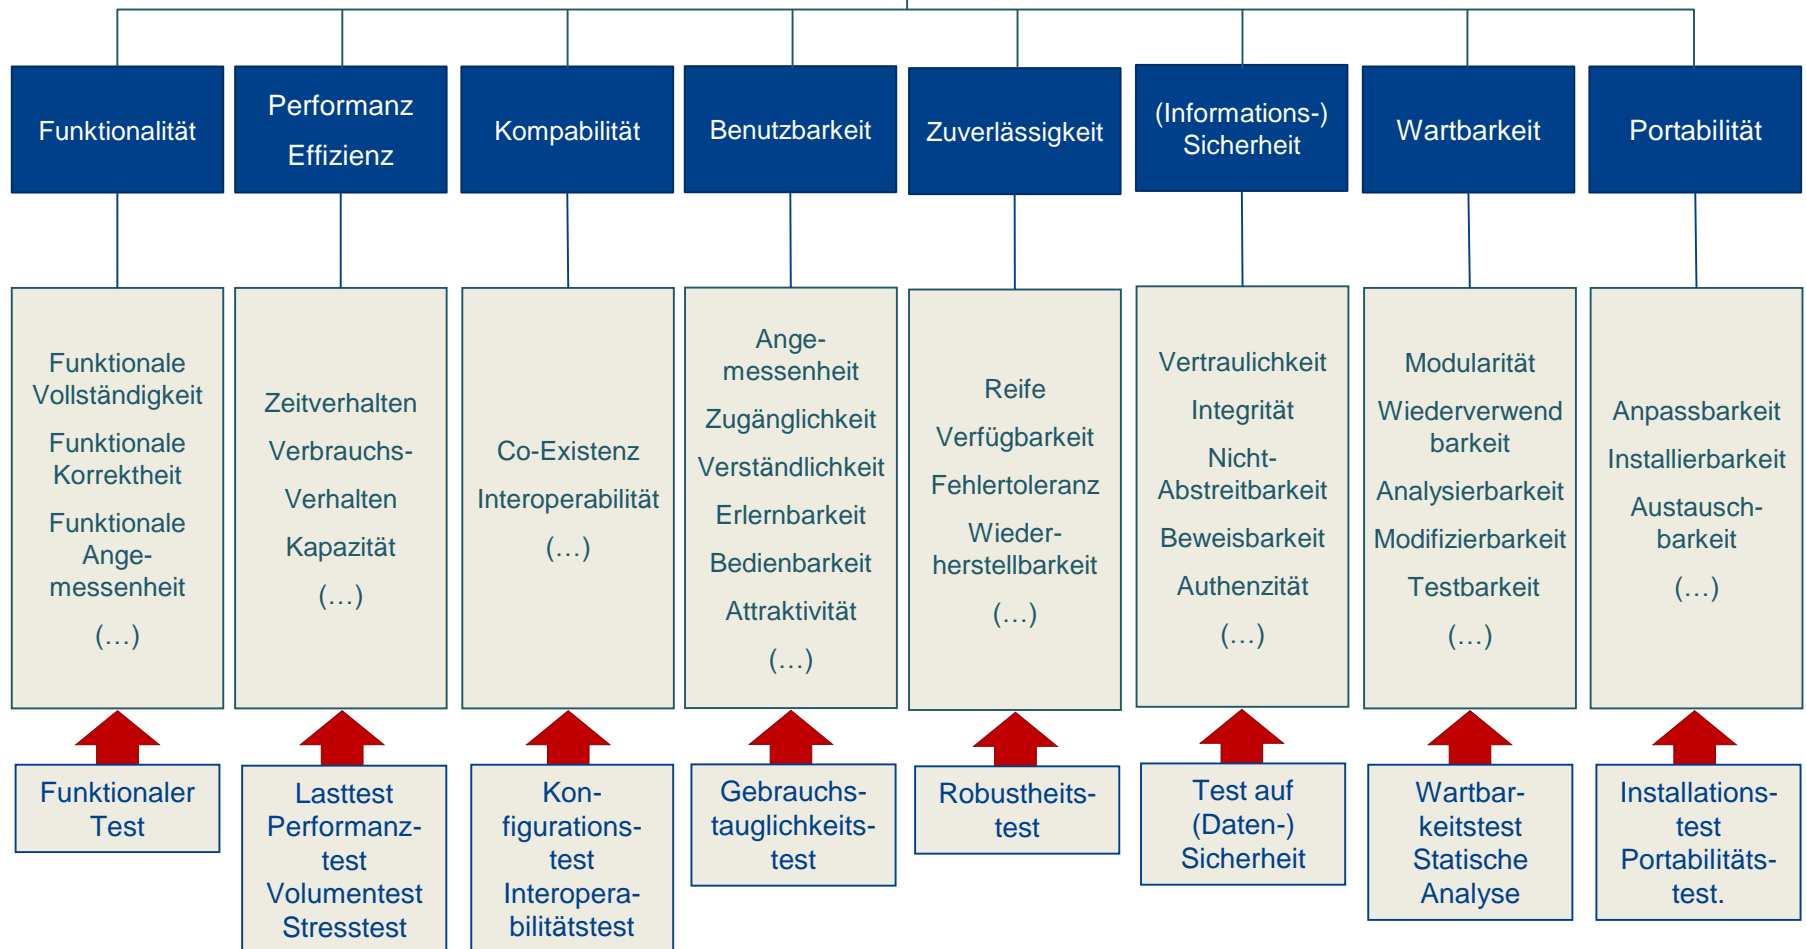 Funktionalität
Performanz
Effizienz
Kompabilität
Benutzbarkeit
Zuverlässigkeit
(Informations-)
Sicherheit
Wartbarkeit
Portabilität
Funktionale
Vollständigkeit
Funktionale
Korrektheit
Funktionale
Ange-
messenheit
(…)
Zeitverhalten
Verbrauchs-
Verhalten
Kapazität
(…)
Co-Existenz
Interoperabilität
(…)
Ange-
messenheit
Zugänglichkeit
Verständlichkeit
Erlernbarkeit
Bedienbarkeit
Attraktivität
(…)
Reife
Verfügbarkeit
Fehlertoleranz
Wieder-
herstellbarkeit
(…)
Vertraulichkeit
Integrität
Nicht-
Abstreitbarkeit
Beweisbarkeit
Authenzität
(…)
Modularität
Wiederverwend
barkeit
Analysierbarkeit
Modifizierbarkeit
Testbarkeit
(…)
Anpassbarkeit
Installierbarkeit
Austausch-
barkeit
(…)
Funktionaler
Test
Lasttest
Performanz-
test
Volumentest
Stresstest
Kon-
figurations-
test
Interopera-
bilitätstest
Gebrauchs-
tauglichkeits-
test
Robustheits-
test
Test auf
(Daten-)
Sicherheit
Wartbar-
keitstest
Statische
Analyse
Installations-
test
Portabilitäts-
test.